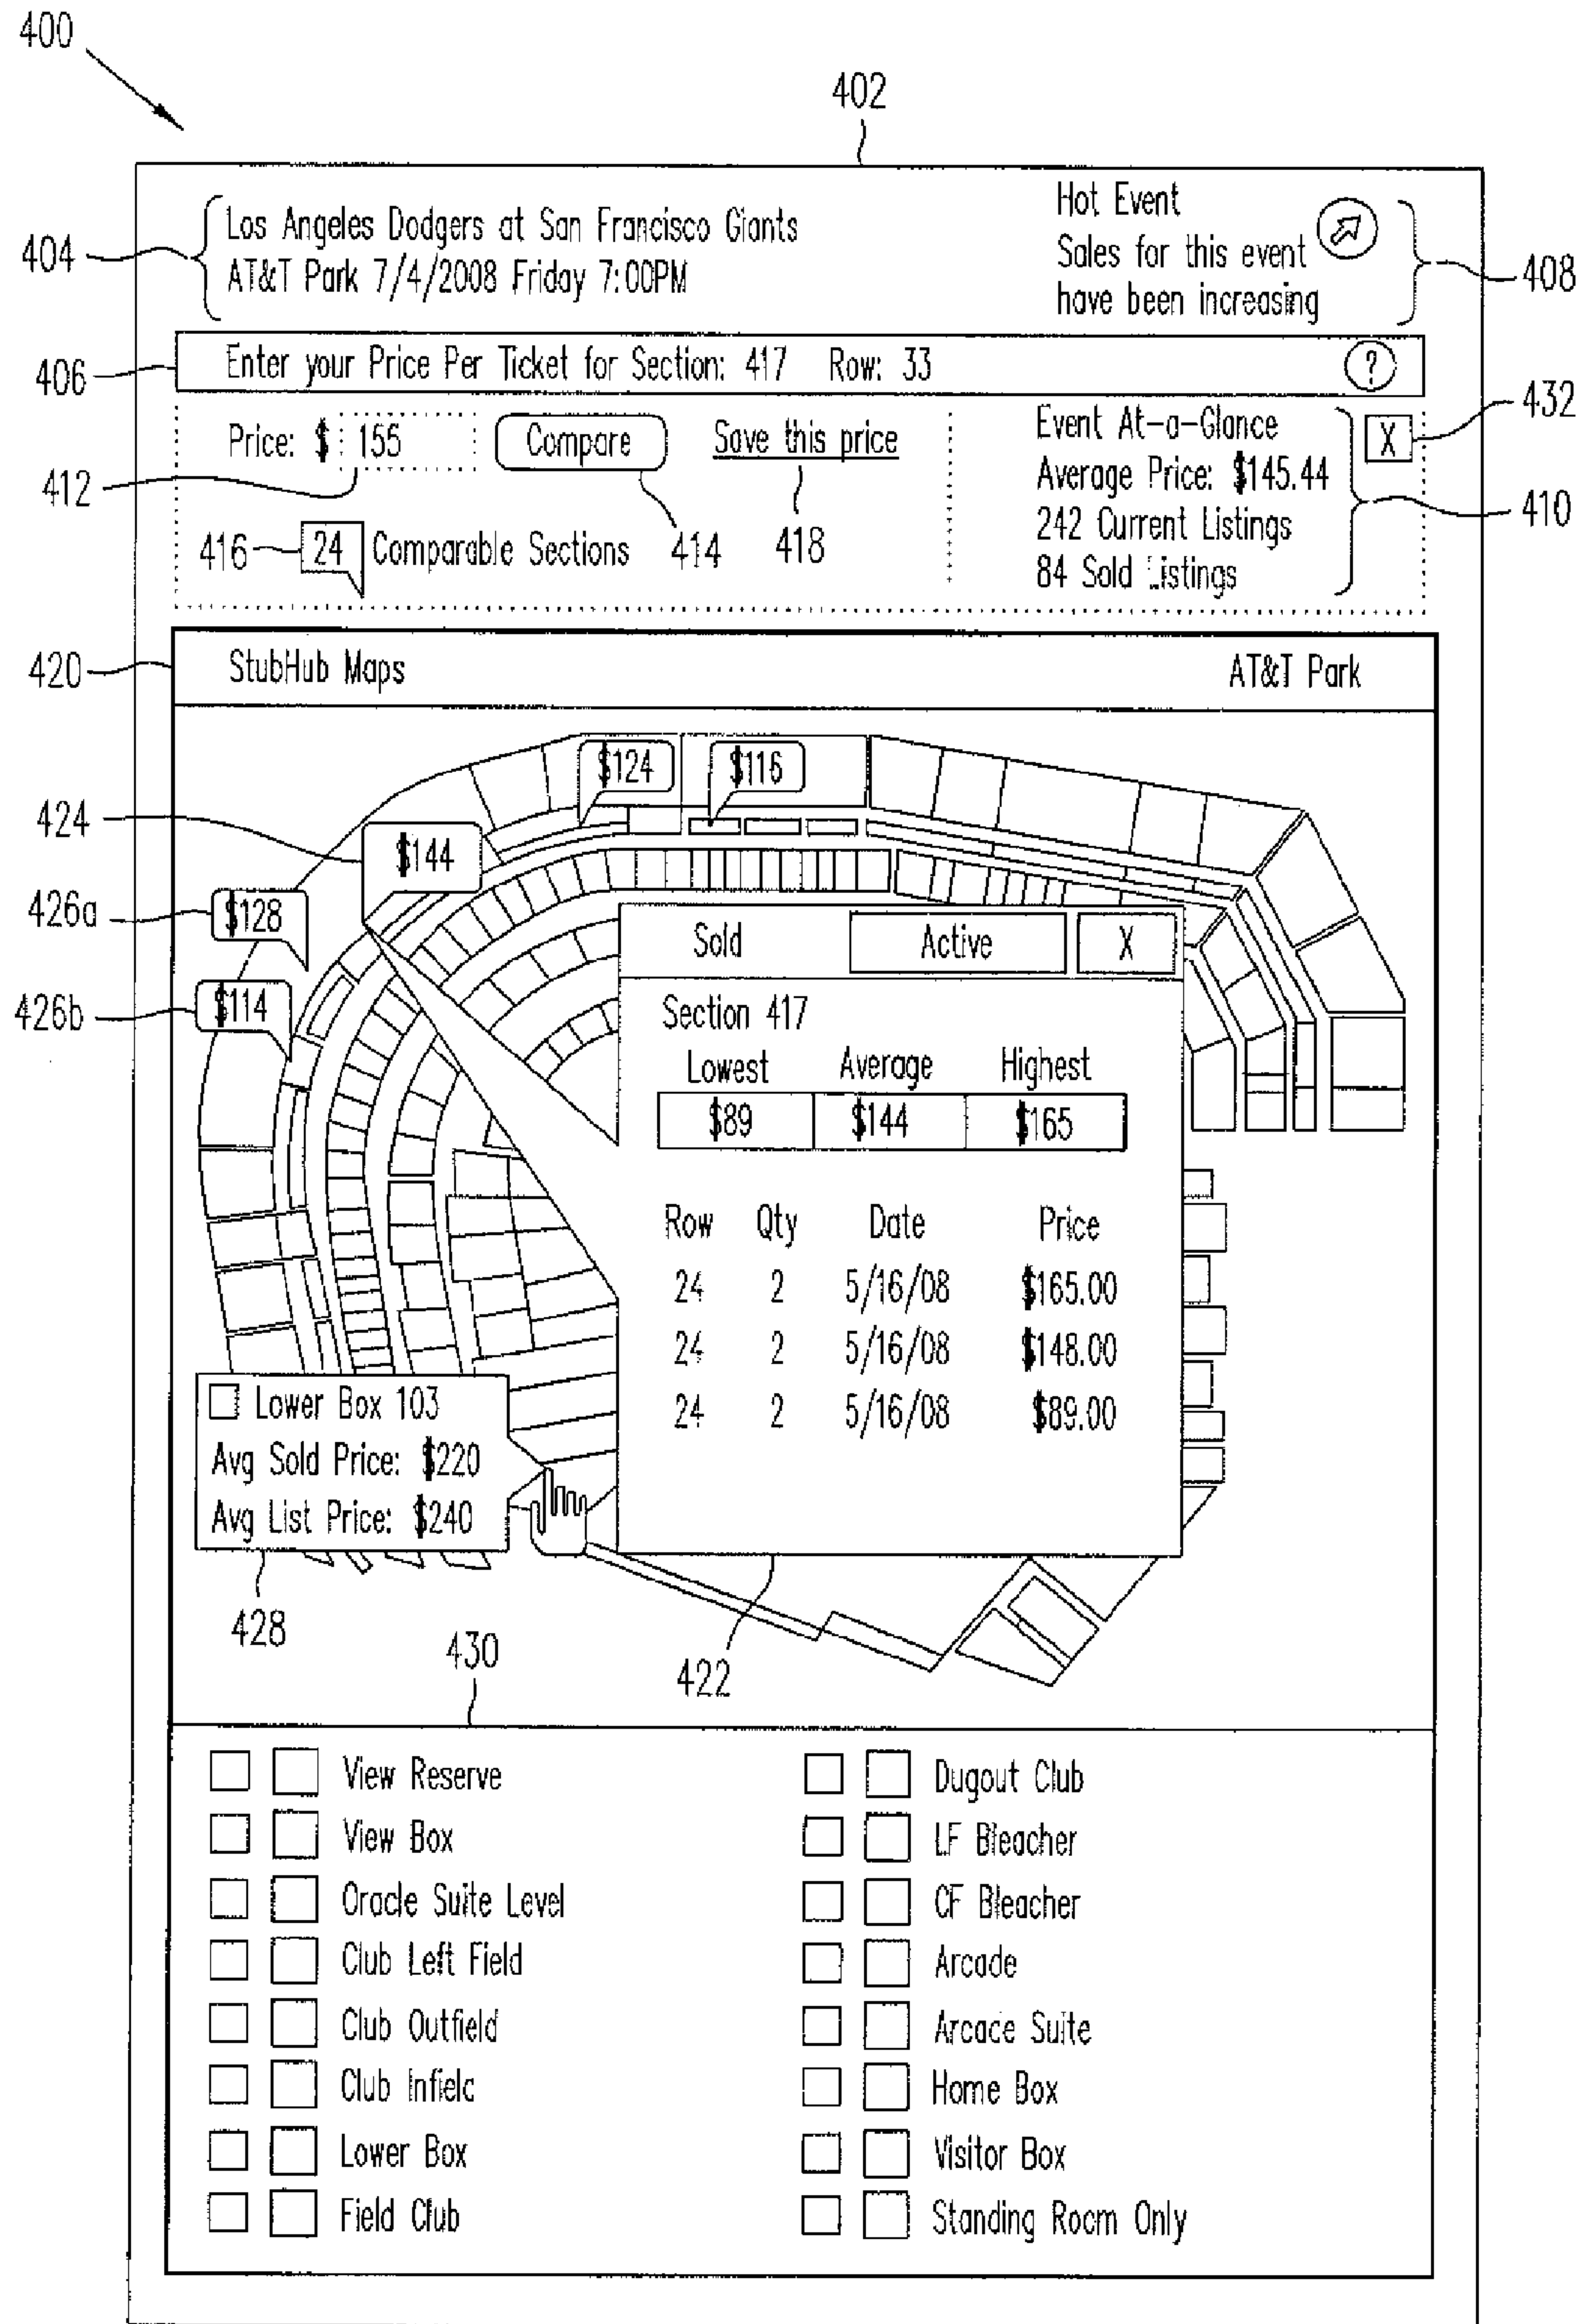 400
402
404
Los Angeles Dodgers at San Francisco Giants
AT&T Park 7/4/2008 Friday 7:00PM
Hot Event
Sales for this event
have been increasing
408
406
Enter your Price Per Ticket for Section: 417 Row: 33
?
432
Price: $ 155
Compare
Save this price
412
416
24 Comparable Sections
414
418
Event At-a-Glance
X
Average Price: $145.44
242 Current Listings
84 Sold Listings
410
420
StubHub Maps
AT&T Park
$124
$116
424
$144
426a
$128
426b
$114
Sold
Active
X
Section 417
Lowest Average Highest
$89 $144 $165
Row Qty Date Price
24 2 5/16/08 $165.00
24 2 5/16/08 $148.00
24 2 5/16/08 $89.00
Lower Box 103
Avg Sold Price: $220
Avg List Price: $240
428
422
430
View Reserve
View Box
Oracle Suite Level
Club Left Field
Club Outfield
Club Infield
Lower Box
Field Club
Dugout Club
LF Bleacher
CF Bleacher
Arcade
Arcade Suite
Home Box
Visitor Box
Standing Room Only